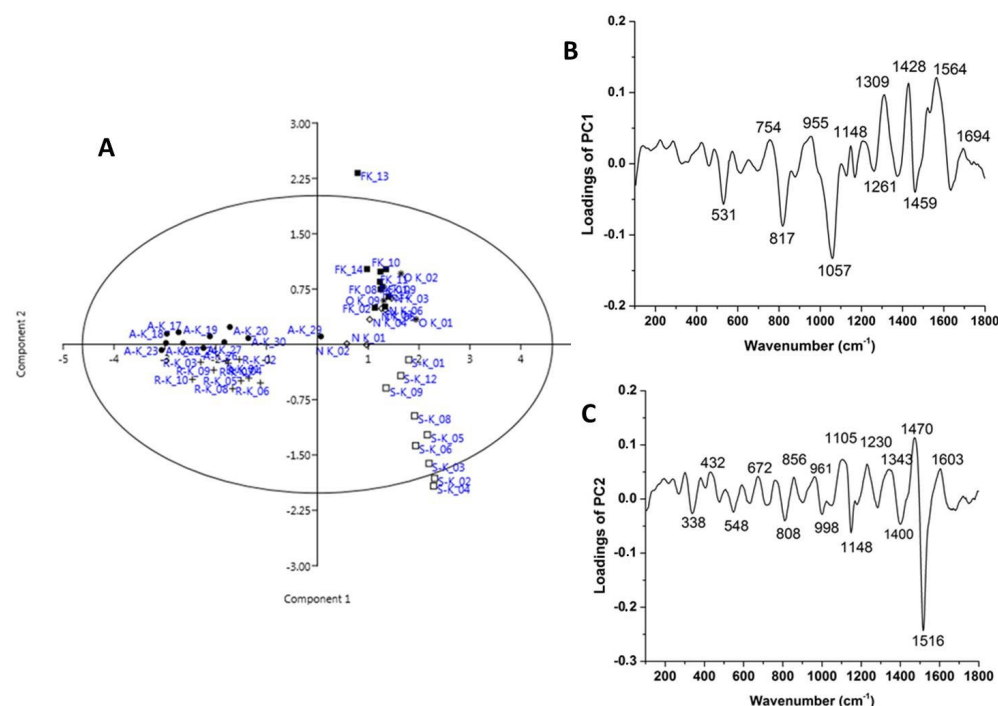 A
3.00
2.25
1.50
0.75
-0.75
-1.50
-2.25
-3.00
-5
-4
2
3
4
Component 2
Component 1
FK_13
FK_14
FK_10
O K_02
FK_11
FK_08
O K_09
FK_03
FK_02
N K_06
N K_04
O K_01
A-K_29
N K_02
N K_01
A-K_17
A-K_18
A-K_19
A-K_20
A-K_30
A-K_23
A-K_27
R-K_03
R-K_09
R-K_10
R-K_05
R-K_08
R-K_06
S-K_01
S-K_12
S-K_09
S-K_08
S-K_05
S-K_06
S-K_03
S-K_02
S-K_04
B
Loadings of PC1
0.2
0.1
0.0
-0.1
-0.2
754
955
1148
1309
1428
1564
1694
531
817
1057
1261
1459
200 400 600 800 1000 1200 1400 1600 1800
Wavenumber (cm⁻¹)
C
Loadings of PC2
0.2
0.1
0.0
-0.1
-0.2
-0.3
432
672
856
961
1105
1230
1343
1470
1603
338
548
808
998
1148
1400
1516
200 400 600 800 1000 1200 1400 1600 1800
Wavenumber (cm⁻¹)